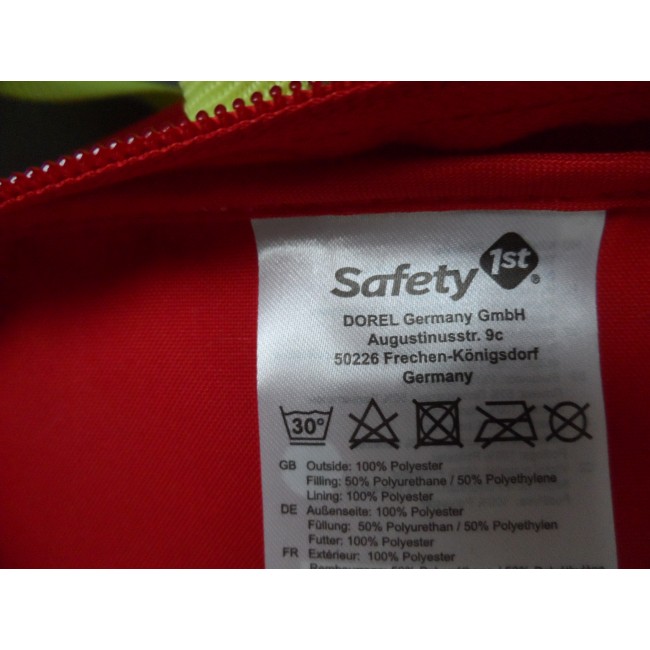 Safety 1st®
DOREL Germany GmbH
Augustinusstr. 9c
50226 Frechen-Königsdorf
Germany
30°
GB Outside: 100% Polyester
Filling: 50% Polyurethane / 50% Polyethylene
Lining: 100% Polyester
DE Außenseite: 100% Polyester
Füllung: 50% Polyurethan / 50% Polyethylen
Futter: 100% Polyester
FR Extérieur: 100% Polyester